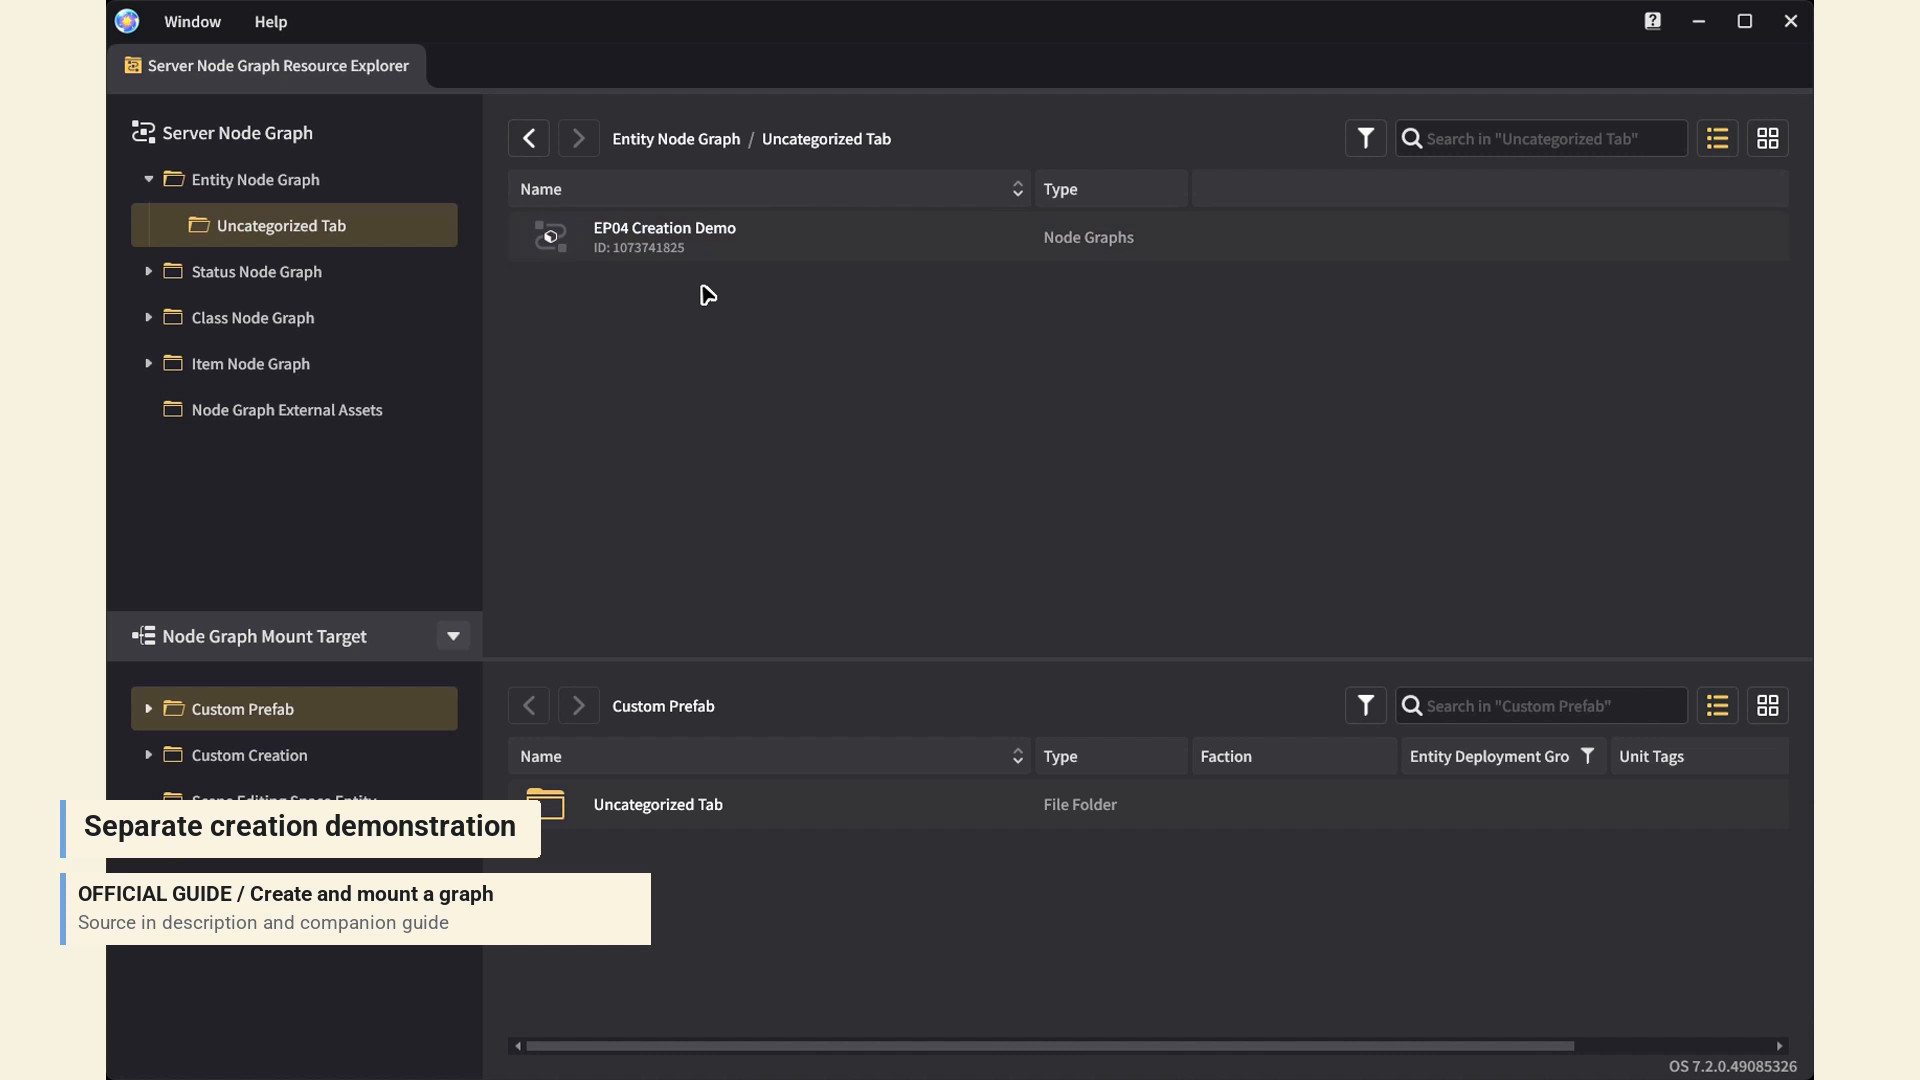 Window Help
Server Node Graph Resource Explorer
Server Node Graph
Entity Node Graph
Uncategorized Tab
Status Node Graph
Class Node Graph
Item Node Graph
Node Graph External Assets
Entity Node Graph / Uncategorized Tab
Search in "Uncategorized Tab"
Name Type
EP04 Creation Demo
ID: 1073741825
Node Graphs
Node Graph Mount Target
Custom Prefab
Custom Creation
Scene Editing Space Entity
Custom Prefab
Search in "Custom Prefab"
Name Type Faction Entity Deployment Gro Unit Tags
Uncategorized Tab File Folder
Separate creation demonstration
OFFICIAL GUIDE / Create and mount a graph
Source in description and companion guide
OS 7.2.0.49085326